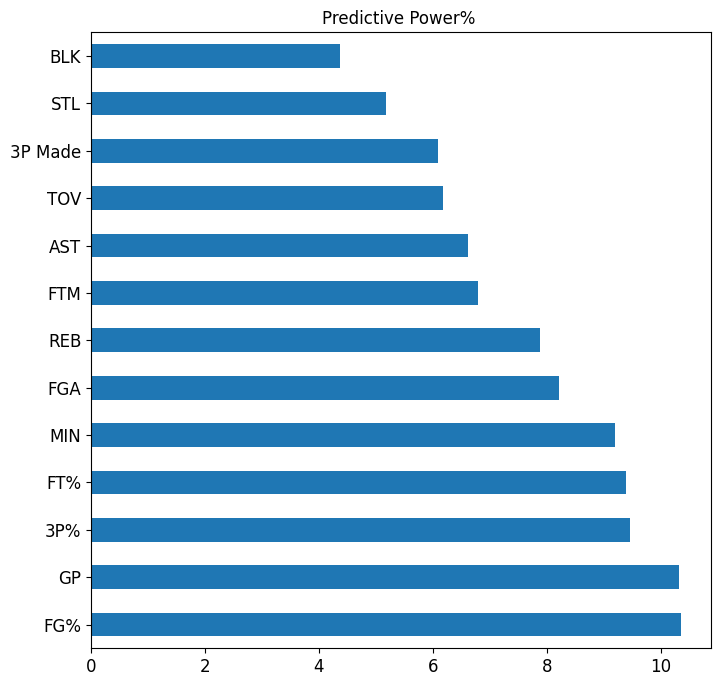 Predictive Power%
BLK
STL
3P Made
TOV
AST
FTM
REB
FGA
MIN
FT%
3P%
GP
FG%
0 2 4 6 8 10